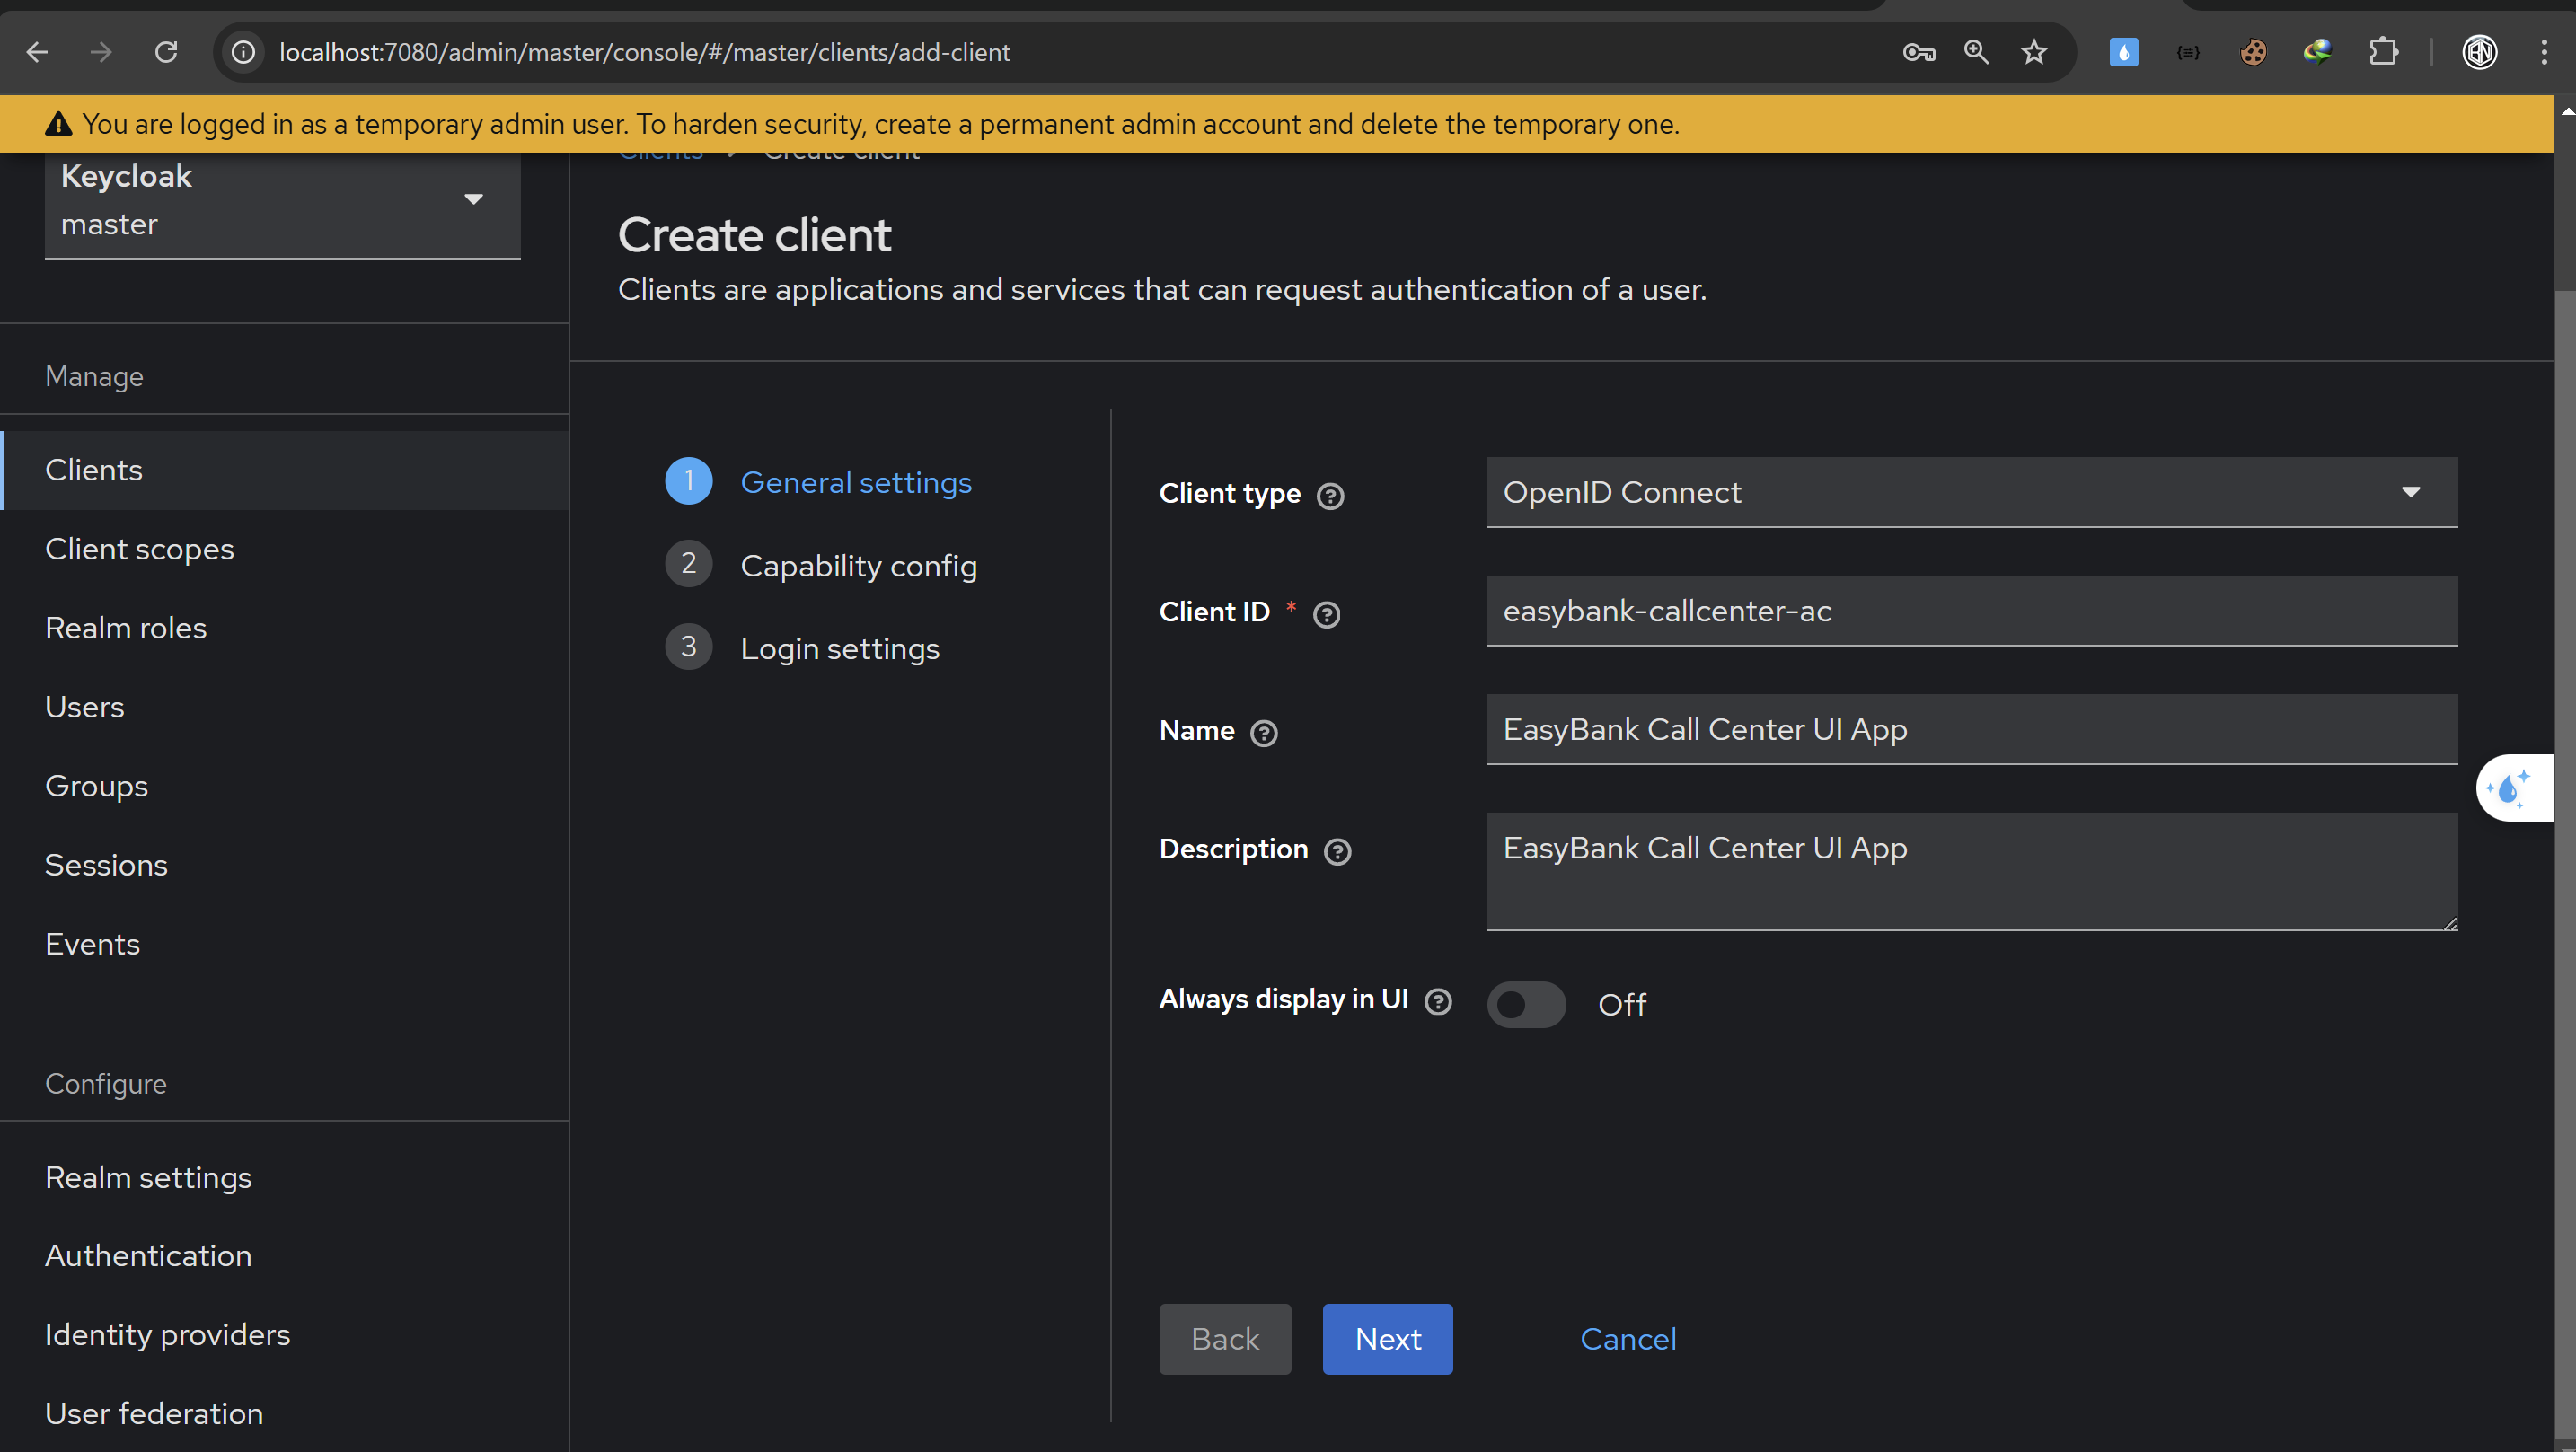 localhost:7080/admin/master/console/#/master/clients/add-client
You are logged in as a temporary admin user. To harden security, create a permanent admin account and delete the temporary one.
Clients > Create client
Keycloak
master
Create client
Clients are applications and services that can request authentication of a user.
Manage
Clients
Client scopes
Realm roles
Users
Groups
Sessions
Events
Configure
Realm settings
Authentication
Identity providers
User federation
1 General settings
2 Capability config
3 Login settings
Client type
OpenID Connect
Client ID *
easybank-callcenter-ac
Name
EasyBank Call Center UI App
Description
EasyBank Call Center UI App
Always display in UI
Off
Back
Next
Cancel